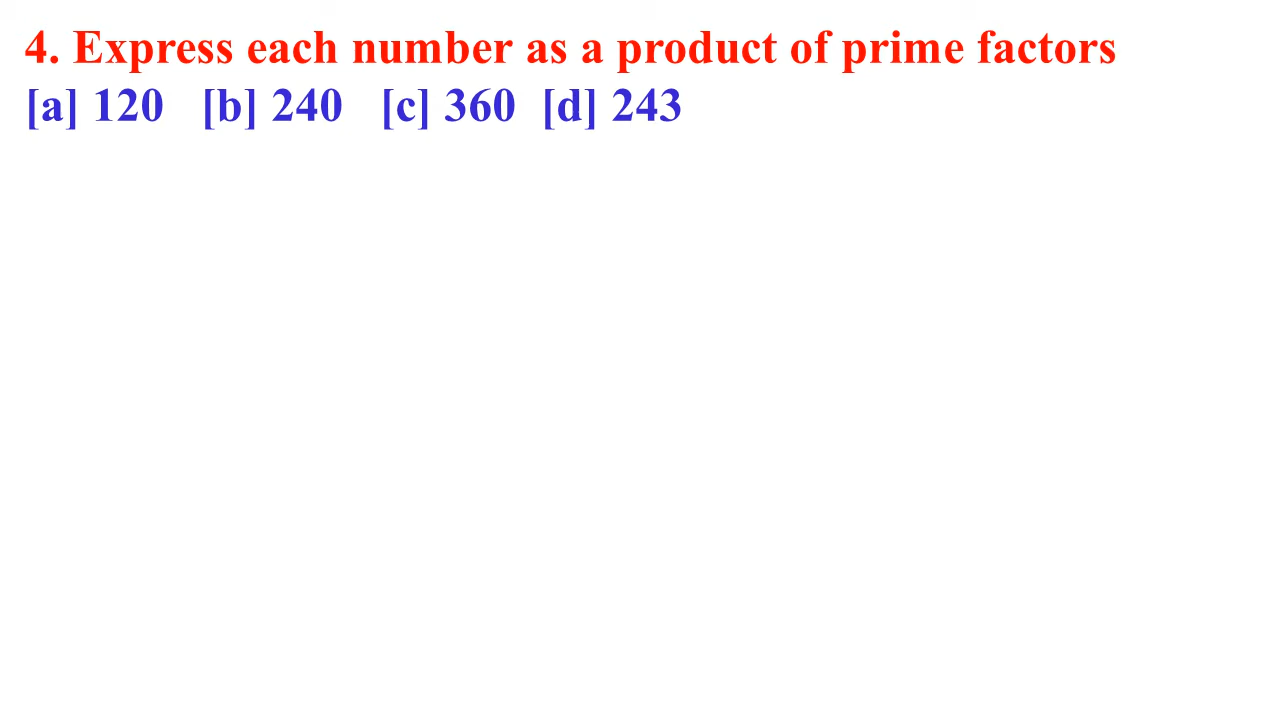 4. Express each number as a product of prime factors
[a] 120 [b] 240 [c] 360 [d] 243